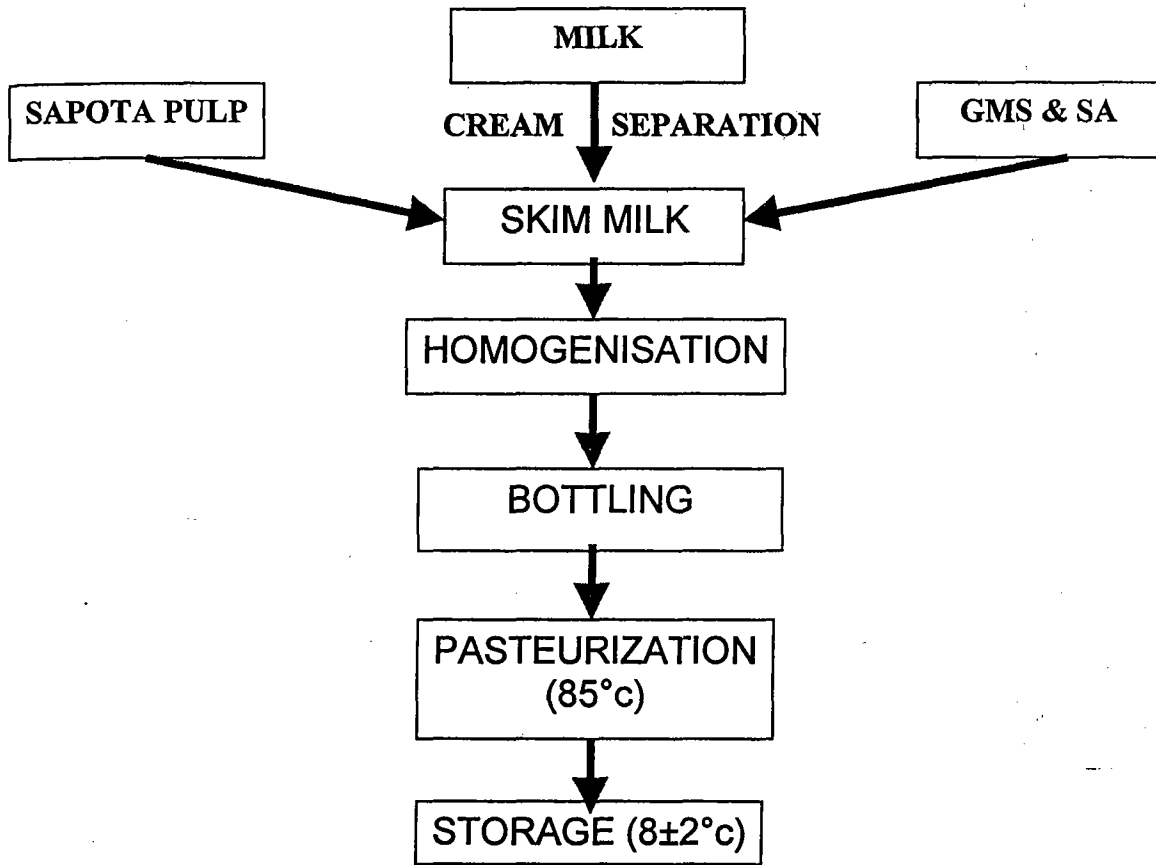 MILK
SAPOTA PULP
CREAM SEPARATION
GMS & SA
SKIM MILK
HOMOGENISATION
BOTTLING
PASTEURIZATION
(85°c)
STORAGE (8±2°c)